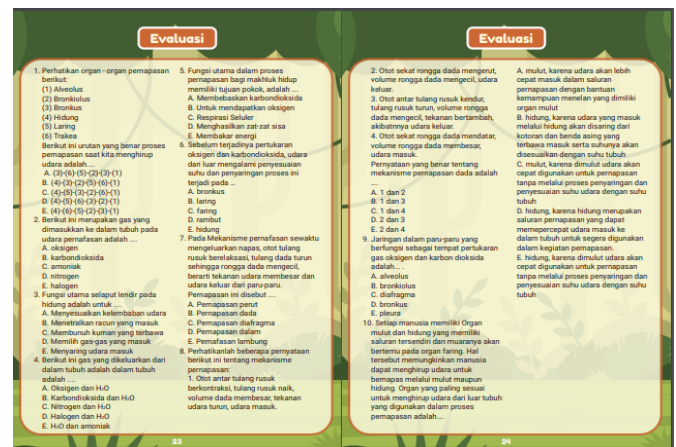 Evaluasi
1. Perhatikan organ - organ pernapasan
berikut:
(1) Alveolus
(2) Bronkiolus
(3) Bronkus
(4) Hidung
(5) Laring
(6) Trakea
Berikut ini urutan yang benar proses
pernapasan saat kita menghirup
udara adalah....
A. (3)-(6)-(5)-(2)-(3)-(1)
B. (4)-(3)-(2)-(5)-(6)-(1)
C. (4)-(5)-(3)-(2)-(6)-(1)
D. (4)-(5)-(6)-(3)-(2)-(1)
E. (4)-(6)-(5)-(2)-(3)-(1)
2. Berikut ini merupakan gas yang
dimasukkan ke dalam tubuh pada
udara pernafasan adalah ....
A. oksigen
B. karbondioksida
C. amoniak
D. nitrogen
E. halogen
3. Fungsi utama selaput lendir pada
hidung adalah untuk ....
A. Menyesuaikan kelembaban udara
B. Menetralkan racun yang masuk
C. Membunuh kuman yang terbawa
D. Memilih gas-gas yang masuk
E. Menyaring udara masuk
4. Berikut ini gas yang dikeluarkan dari
dalam tubuh adalah dalam tubuh
adalah ....
A. Oksigen dan H₂O
B. Karbondioksida dan H₂O
C. Nitrogen dan H₂O
D. Halogen dan H₂O
E. H₂O dan amoniak
5. Fungsi utama dalam proses
pernapasan bagi makhluk hidup
memiliki tujuan pokok, adalah ....
A. Membebaskan karbondioksida
B. Untuk mendapatkan oksigen
C. Respirasi Seluler
D. Menghasilkan zat-zat sisa
E. Membakar energi
6. Sebelum terjadinya pertukaran
oksigen dan karbondioksida, udara
dari luar mengalami penyesuaian
suhu dan penyaringan proses ini
terjadi pada ..
A. bronkus
B. laring
C. faring
D. rambut
E. hidung
7. Pada Mekanisme pernafasan sewaktu
mengeluarkan napas, otot tulang
rusuk berelaksasi, tulang dada turun
sehingga rongga dada mengecil,
berarti tekanan udara membesar dan
udara keluar dari paru-paru.
Pernapasan ini disebut ....
A. Pernapasan perut
B. Pernapasan dada
C. Pernapasan diafragma
D. Pernapasan dalam
E. Pernafasan lambung
8. Perhatikanlah beberapa pernyataan
berikut ini tentang mekanisme
pernapasan:
1. Otot antar tulang rusuk
berkontraksi, tulang rusuk naik,
volume dada membesar, tekanan
udara turun, udara masuk.
23
Evaluasi
2. Otot sekat rongga dada mengerut,
volume rongga dada mengecil, udara
keluar.
3. Otot antar tulang rusuk kendur,
tulang rusuk turun, volume rongga
dada mengecil, tekanan bertambah,
akibatnya udara keluar.
4. Otot sekat rongga dada mendatar,
volume rongga dada membesar,
udara masuk.
Pernyataan yang benar tentang
mekanisme pernapasan dada adalah
....
A. 1 dan 2
B. 1 dan 3
C. 1 dan 4
D. 2 dan 3
E. 2 dan 4
9. Jaringan dalam paru-paru yang
berfungsi sebagai tempat pertukaran
gas oksigen dan karbon dioksida
adalah... .
A. alveolus
B. bronkiolus
C. diafragma
D. bronkus
E. pleura
10. Setiap manusia memiliki Organ
mulut dan hidung yang memiliki
saluran tersendiri dan muaranya akan
bertemu pada organ faring. Hal
tersebut memungkinkan manusia
dapat menghirup udara untuk
bernapas melalui mulut maupun
hidung. Organ yang paling sesuai
untuk menghirup udara dari luar tubuh
yang digunakan dalam proses
pernapasan adalah....
A. mulut, karena udara akan lebih
cepat masuk dalam saluran
pernapasan dengan bantuan
kemampuan menelan yang dimiliki
organ mulut
B. hidung, karena udara yang masuk
melalui hidung akan disaring dari
kotoran dan benda asing yang
terbawa masuk serta suhunya akan
disesuaikan dengan suhu tubuh
C. mulut, karena dimulut udara akan
cepat digunakan untuk pernapasan
tanpa melalui proses penyaringan dan
penyesuaian suhu udara dengan suhu
tubuh
D. hidung, karena hidung merupakan
saluran pernapasan yang dapat
memepercepat udara masuk ke
dalam tubuh untuk segera digunakan
dalam kegiatan pernapasan.
E. hidung, karena dimulut udara akan
cepat digunakan untuk pernapasan
tanpa melalui proses penyaringan dan
penyesuaian suhu udara dengan suhu
tubuh
24